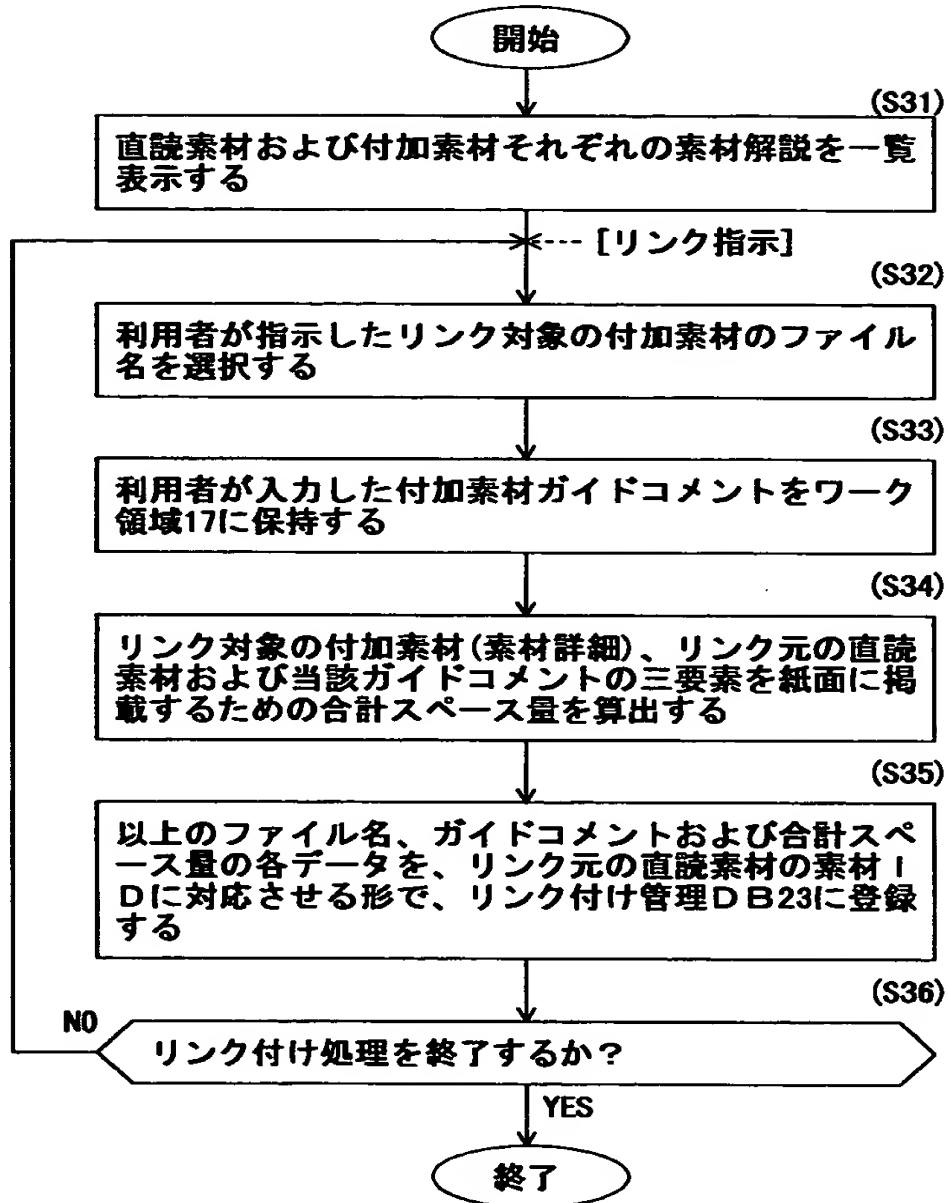 開始
(S31)
直読素材および付加素材それぞれの素材解説を一覧
表示する
[リンク指示]
(S32)
利用者が指示したリンク対象の付加素材のファイル
名を選択する
(S33)
利用者が入力した付加素材ガイドコメントをワーク
領域17に保持する
(S34)
リンク対象の付加素材(素材詳細)、リンク元の直読
素材および当該ガイドコメントの三要素を紙面に掲
載するための合計スペース量を算出する
(S35)
以上のファイル名、ガイドコメントおよび合計スペ
ース量の各データを、リンク元の直読素材の素材I
Dに対応させる形で、リンク付け管理DB23に登録
する
(S36)
NO
リンク付け処理を終了するか?
YES
終了